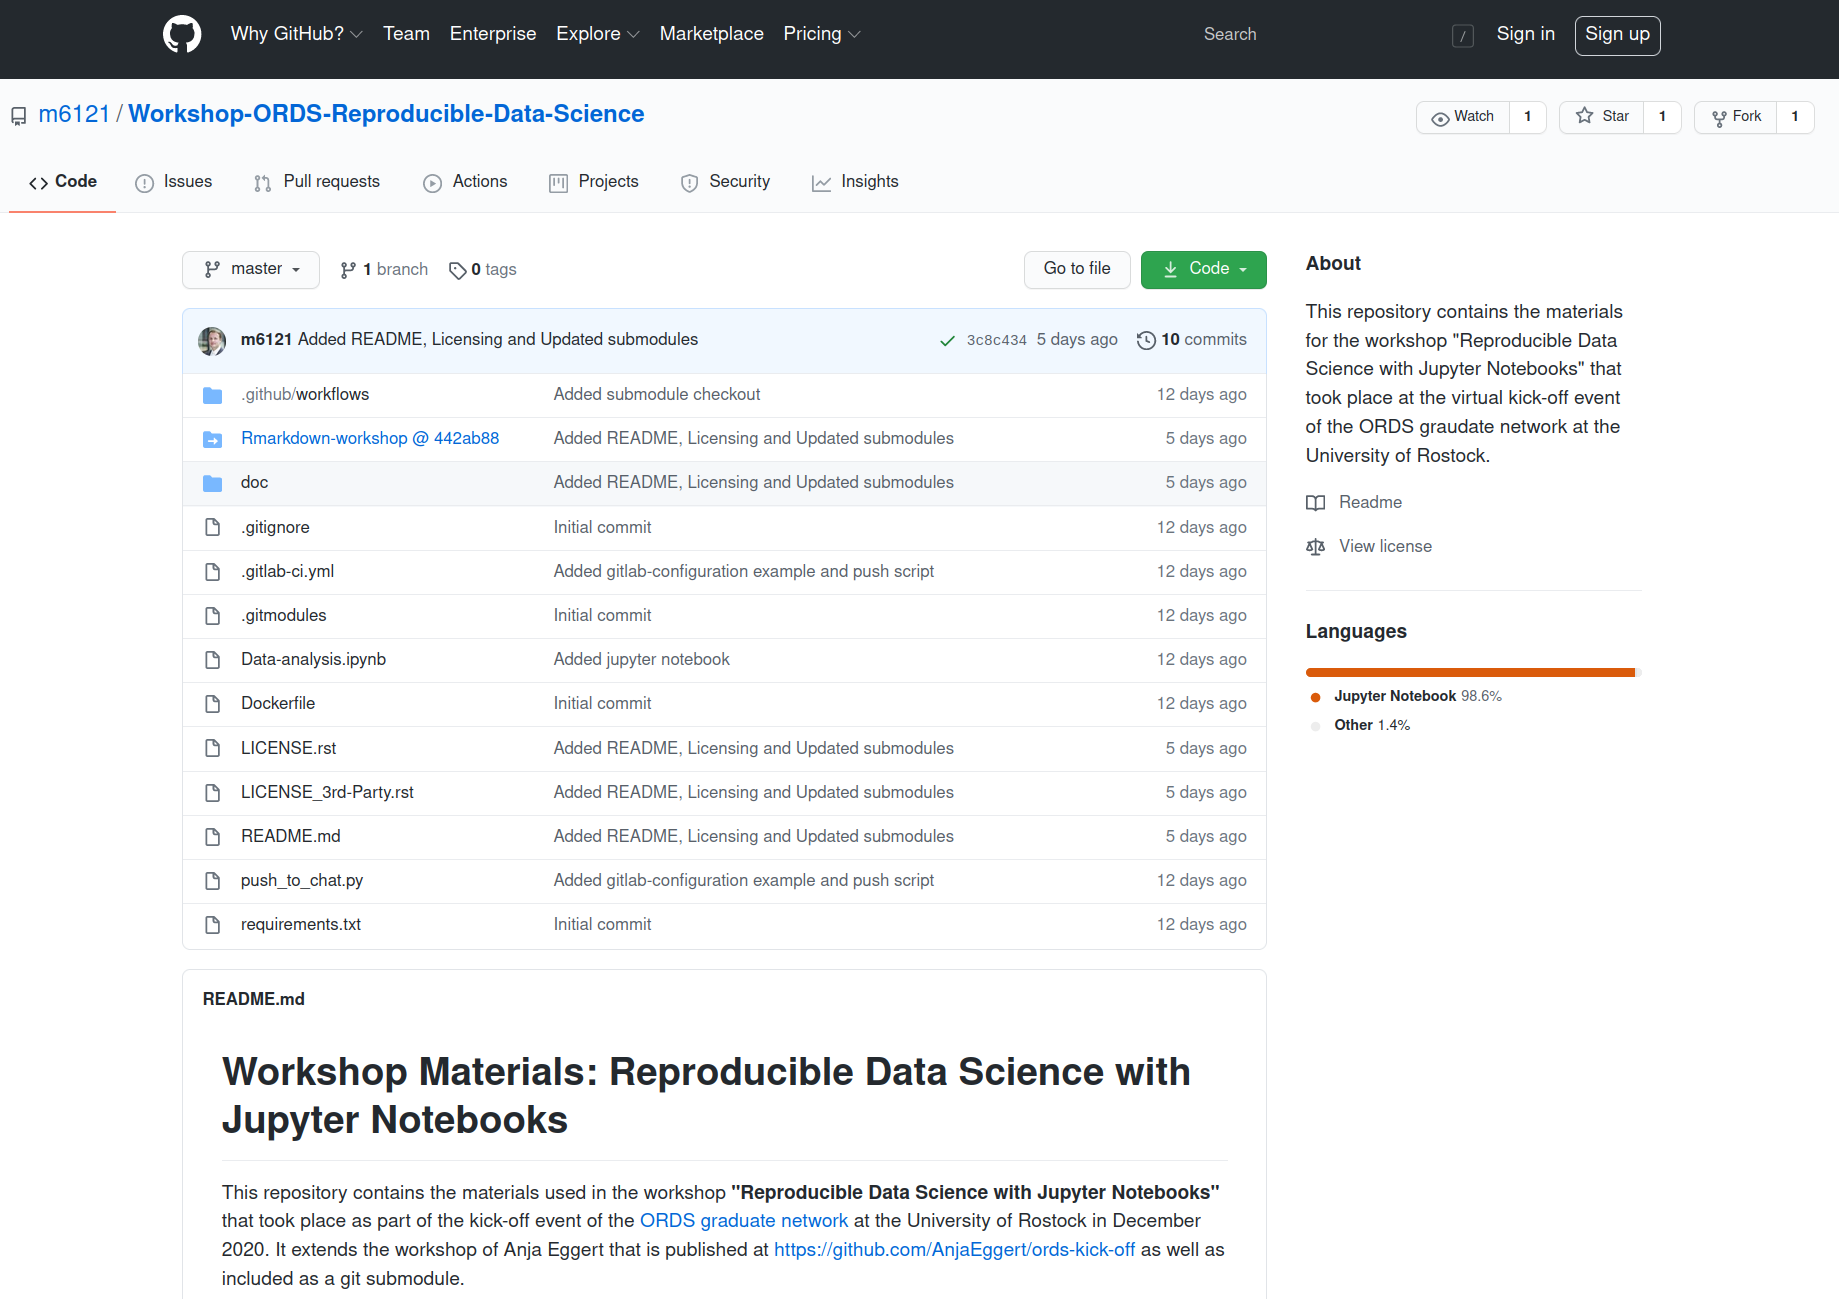 Why GitHub? Team Enterprise Explore Marketplace Pricing Search / Sign in Sign up
m6121 / Workshop-ORDS-Reproducible-Data-Science Watch 1 Star 1 Fork 1
Code Issues Pull requests Actions Projects Security Insights
master 1 branch 0 tags Go to file Code
m6121 Added README, Licensing and Updated submodules 3c8c434 5 days ago 10 commits
.github/workflows Added submodule checkout 12 days ago
Rmarkdown-workshop @ 442ab88 Added README, Licensing and Updated submodules 5 days ago
doc Added README, Licensing and Updated submodules 5 days ago
.gitignore Initial commit 12 days ago
.gitlab-ci.yml Added gitlab-configuration example and push script 12 days ago
.gitmodules Initial commit 12 days ago
Data-analysis.ipynb Added jupyter notebook 12 days ago
Dockerfile Initial commit 12 days ago
LICENSE.rst Added README, Licensing and Updated submodules 5 days ago
LICENSE_3rd-Party.rst Added README, Licensing and Updated submodules 5 days ago
README.md Added README, Licensing and Updated submodules 5 days ago
push_to_chat.py Added gitlab-configuration example and push script 12 days ago
requirements.txt Initial commit 12 days ago
README.md
Workshop Materials: Reproducible Data Science with
Jupyter Notebooks
This repository contains the materials used in the workshop "Reproducible Data Science with Jupyter Notebooks"
that took place as part of the kick-off event of the ORDS graduate network at the University of Rostock in December
2020. It extends the workshop of Anja Eggert that is published at https://github.com/AnjaEggert/ords-kick-off as well as
included as a git submodule.
About
This repository contains the materials
for the workshop "Reproducible Data
Science with Jupyter Notebooks" that
took place at the virtual kick-off event
of the ORDS graudate network at the
University of Rostock.
Readme
View license
Languages
Jupyter Notebook 98.6%
Other 1.4%